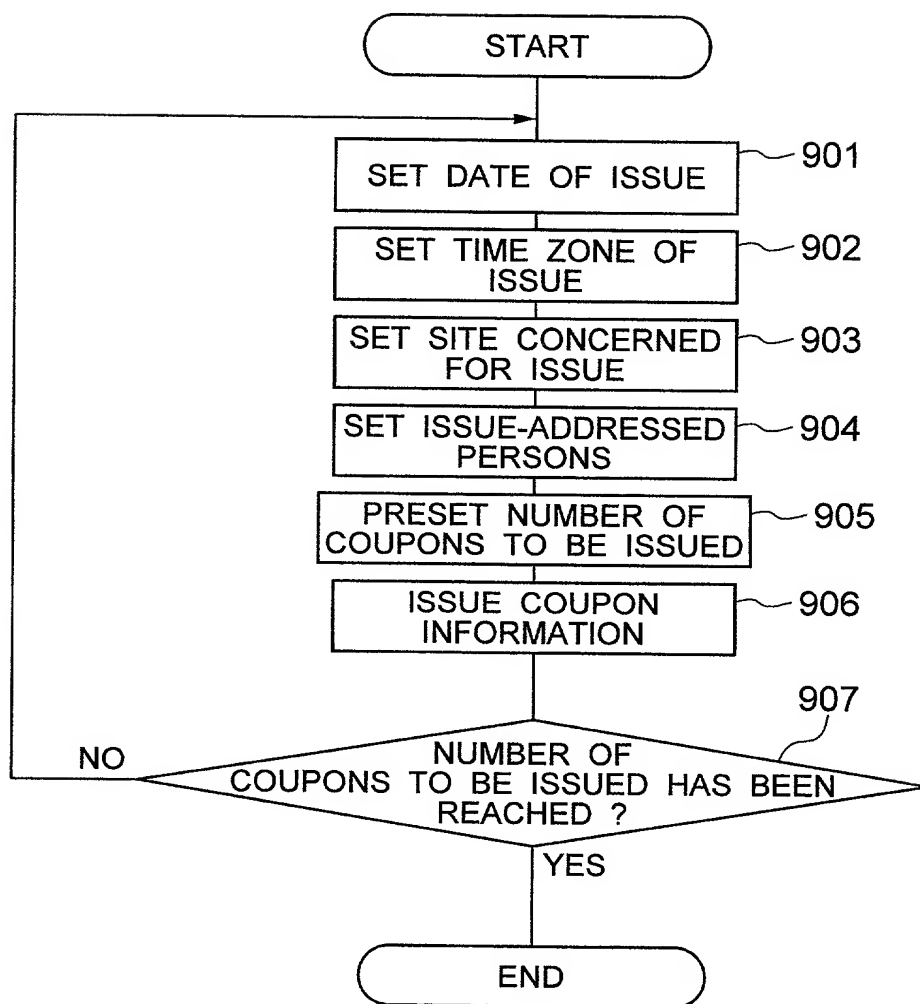 START
SET DATE OF ISSUE
901
SET TIME ZONE OF
ISSUE
902
SET SITE CONCERNED
FOR ISSUE
903
SET ISSUE-ADDRESSED
PERSONS
904
PRESET NUMBER OF
COUPONS TO BE ISSUED
905
ISSUE COUPON
INFORMATION
906
907
NUMBER OF
COUPONS TO BE ISSUED HAS BEEN
REACHED ?
NO
YES
END